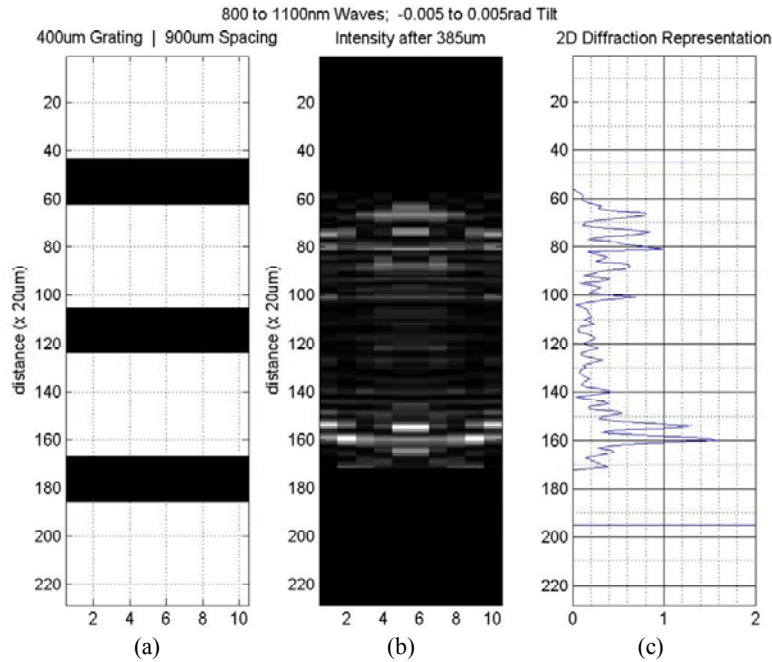 800 to 1100nm Waves; -0.005 to 0.005rad Tilt
400um Grating | 900um Spacing
Intensity after 385um
2D Diffraction Representation
distance (x 20um)
20
40
60
80
100
120
140
160
180
200
220
2 4 6 8 10
(a)
distance (x 20um)
20
40
60
80
100
120
140
160
180
200
220
2 4 6 8 10
(b)
20
40
60
80
100
120
140
160
180
200
220
0 1 2
(c)